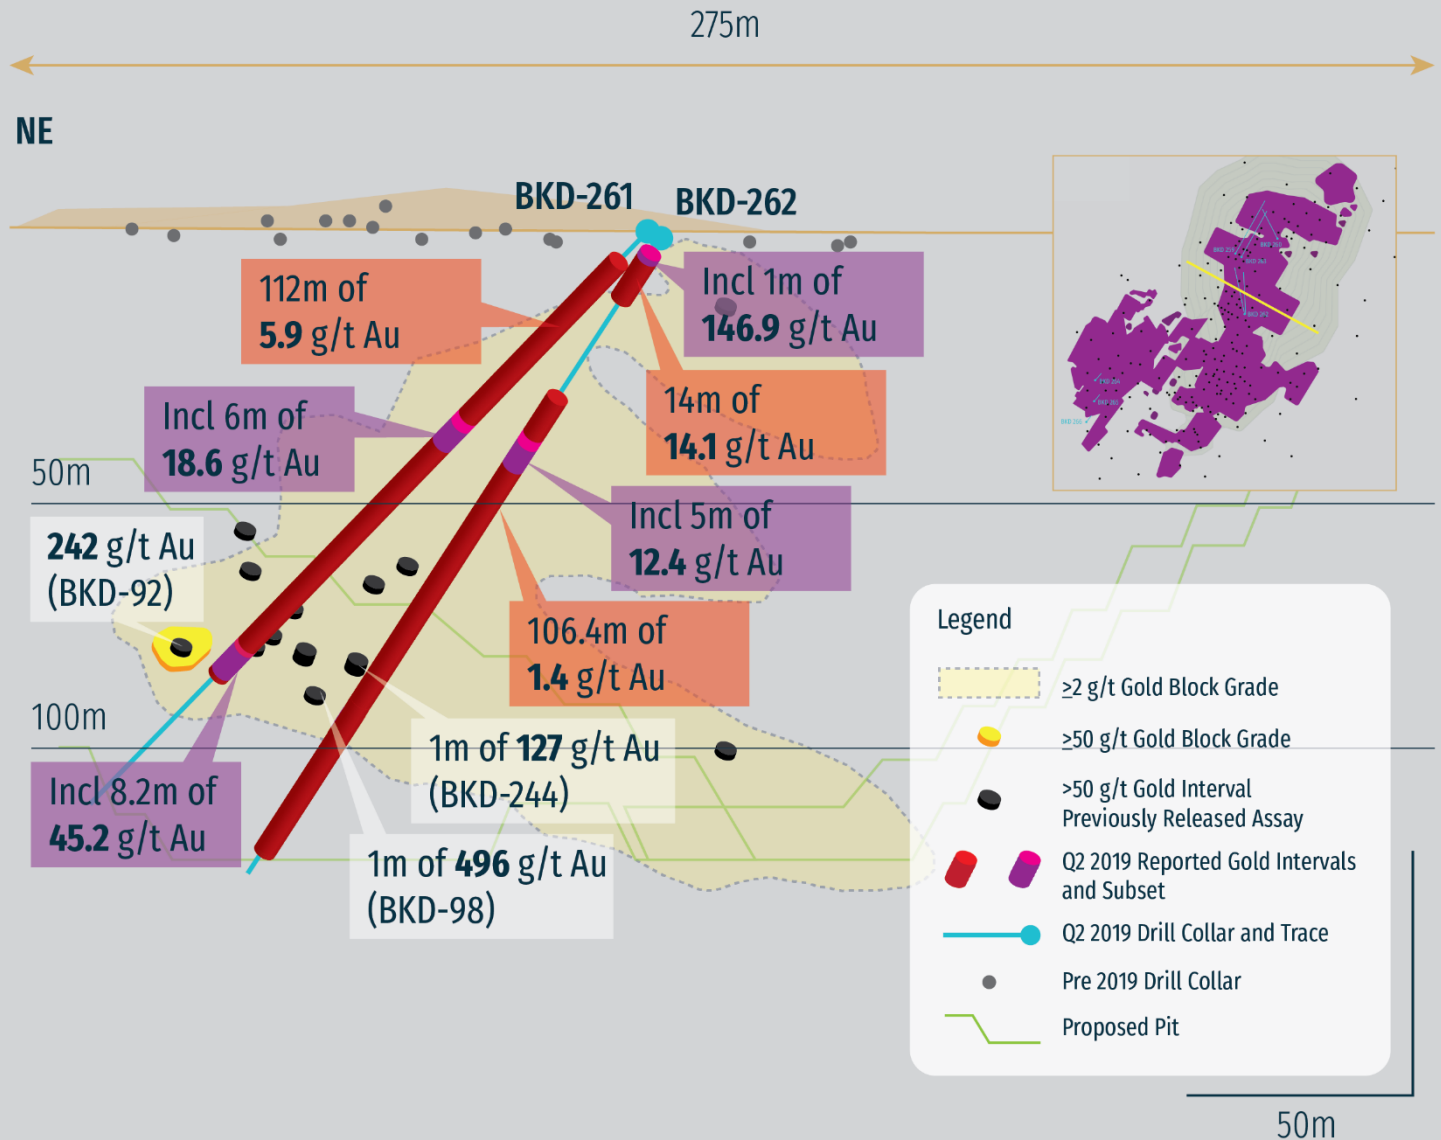 275m
NE
BKD-261
BKD-262
112m of
5.9 g/t Au
Incl 1m of
146.9 g/t Au
14m of
14.1 g/t Au
Incl 6m of
18.6 g/t Au
50m
Incl 5m of
12.4 g/t Au
242 g/t Au
(BKD-92)
106.4m of
1.4 g/t Au
100m
1m of 127 g/t Au
(BKD-244)
Incl 8.2m of
45.2 g/t Au
1m of 496 g/t Au
(BKD-98)
Legend
≥2 g/t Gold Block Grade
≥50 g/t Gold Block Grade
>50 g/t Gold Interval
Previously Released Assay
Q2 2019 Reported Gold Intervals
and Subset
Q2 2019 Drill Collar and Trace
Pre 2019 Drill Collar
Proposed Pit
50m